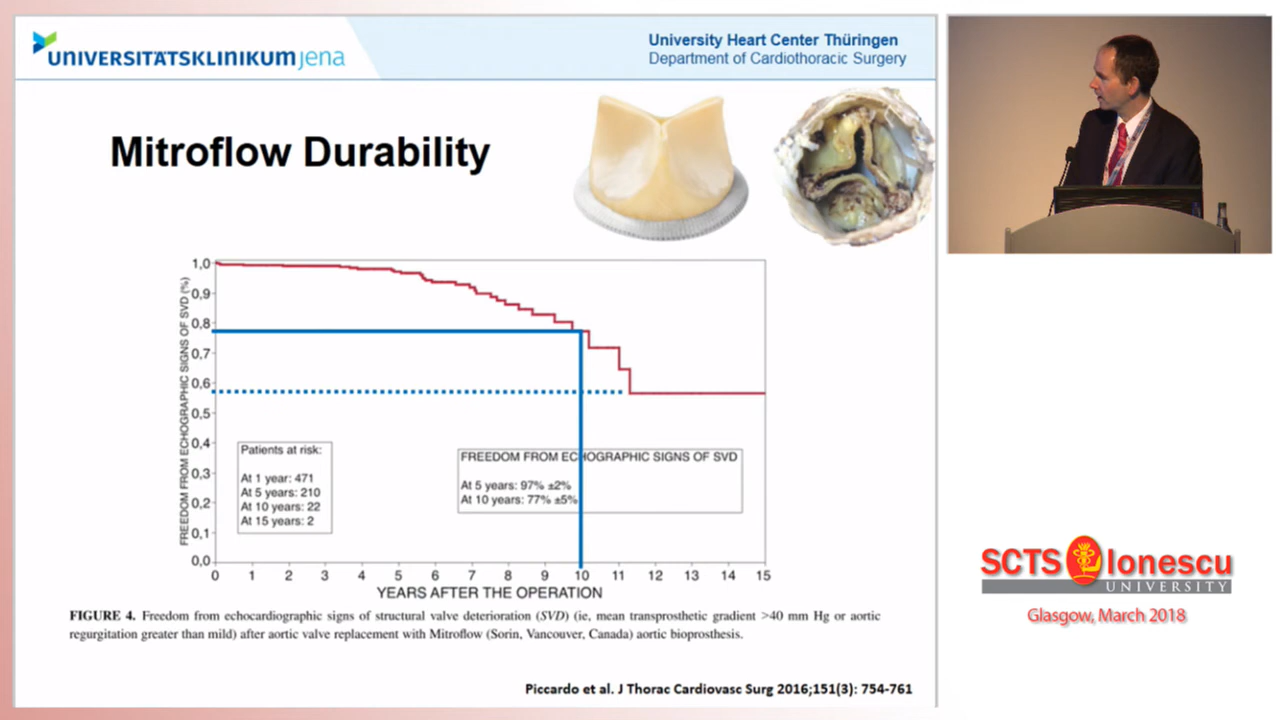 UNIVERSITÄTSKLINIKUM jena
University Heart Center Thüringen
Department of Cardiothoracic Surgery
Mitroflow Durability
FREEDOM FROM ECHOGRAPHIC SIGNS OF SVD (%)
1,0
0,9
0,8
0,7
0,6
0,5
0,4
0,3
0,2
0,1
0,0
Patients at risk:
At 1 year: 471
At 5 years: 210
At 10 years: 22
At 15 years: 2
FREEDOM FROM ECHOGRAPHIC SIGNS OF SVD
At 5 years: 97% ±2%
At 10 years: 77% ±5%
0 1 2 3 4 5 6 7 8 9 10 11 12 13 14 15
YEARS AFTER THE OPERATION
FIGURE 4. Freedom from echocardiographic signs of structural valve deterioration (SVD) (ie, mean transprosthetic gradient >40 mm Hg or aortic
regurgitation greater than mild) after aortic valve replacement with Mitroflow (Sorin, Vancouver, Canada) aortic bioprosthesis.
Piccardo et al. J Thorac Cardiovasc Surg 2016;151(3): 754-761
SCTS Ionescu
UNIVERSITY
Glasgow, March 2018